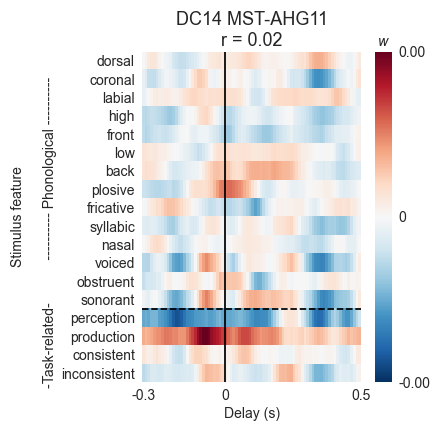 DC14 MST-AHG11
r = 0.02
w
dorsal
coronal
labial
high
front
low
back
plosive
fricative
syllabic
nasal
voiced
obstruent
sonorant
perception
production
consistent
inconsistent
Stimulus feature
-Task-related- ----------- Phonological -----------
0.00
0
-0.00
-0.3 0 0.5
Delay (s)